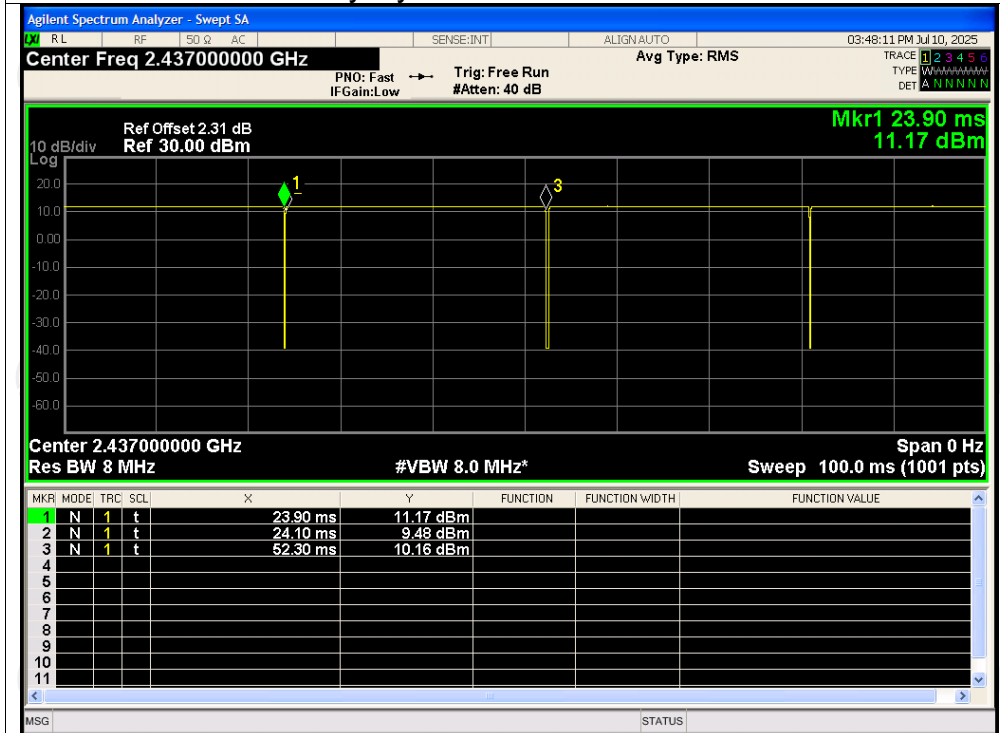 Agilent Spectrum Analyzer - Swept SA
LXI RL RF 50 Ω AC SENSE:INT ALIGN AUTO 03:48:11 PM Jul 10, 2025
Center Freq 2.437000000 GHz Avg Type: RMS TRACE 1 2 3 4 5 6
PNO: Fast Trig: Free Run TYPE
IFGain:Low #Atten: 40 dB DET A N N N N N
Mkr1 23.90 ms
Ref Offset 2.31 dB
10 dB/div Ref 30.00 dBm 11.17 dBm
Log
20.0
1
3
10.0
0.00
-10.0
-20.0
-30.0
-40.0
-50.0
-60.0
Center 2.437000000 GHz Span 0 Hz
Res BW 8 MHz #VBW 8.0 MHz* Sweep 100.0 ms (1001 pts)
MKR MODE TRC SCL X Y FUNCTION FUNCTION WIDTH FUNCTION VALUE
1 N 1 t 23.90 ms 11.17 dBm
2 N 1 t 24.10 ms 9.48 dBm
3 N 1 t 52.30 ms 10.16 dBm
4
5
6
7
8
9
10
11
MSG STATUS